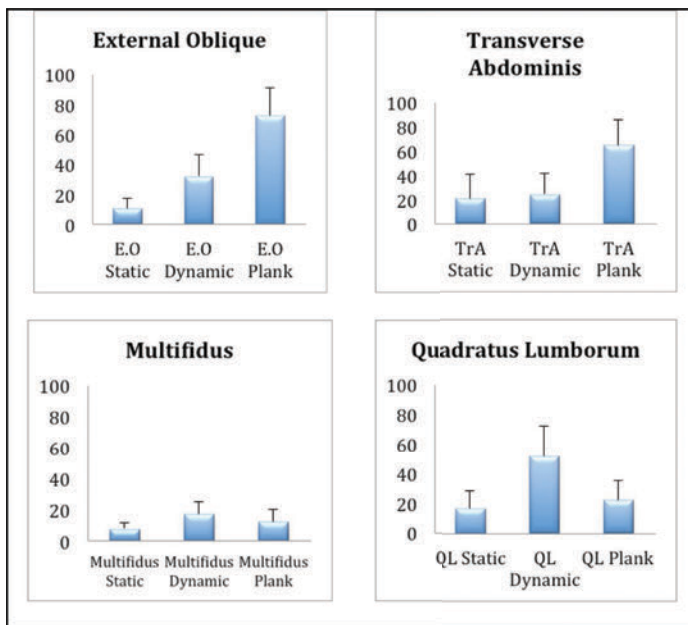 External Oblique
100
80
60
40
20
0
E.O Static
E.O Dynamic
E.O Plank
Transverse
Abdominis
100
80
60
40
20
0
TrA Static
TrA Dynamic
TrA Plank
Multifidus
100
80
60
40
20
0
Multifidus Static
Multifidus Dynamic
Multifidus Plank
Quadratus Lumborum
100
80
60
40
20
0
QL Static
QL Dynamic
QL Plank